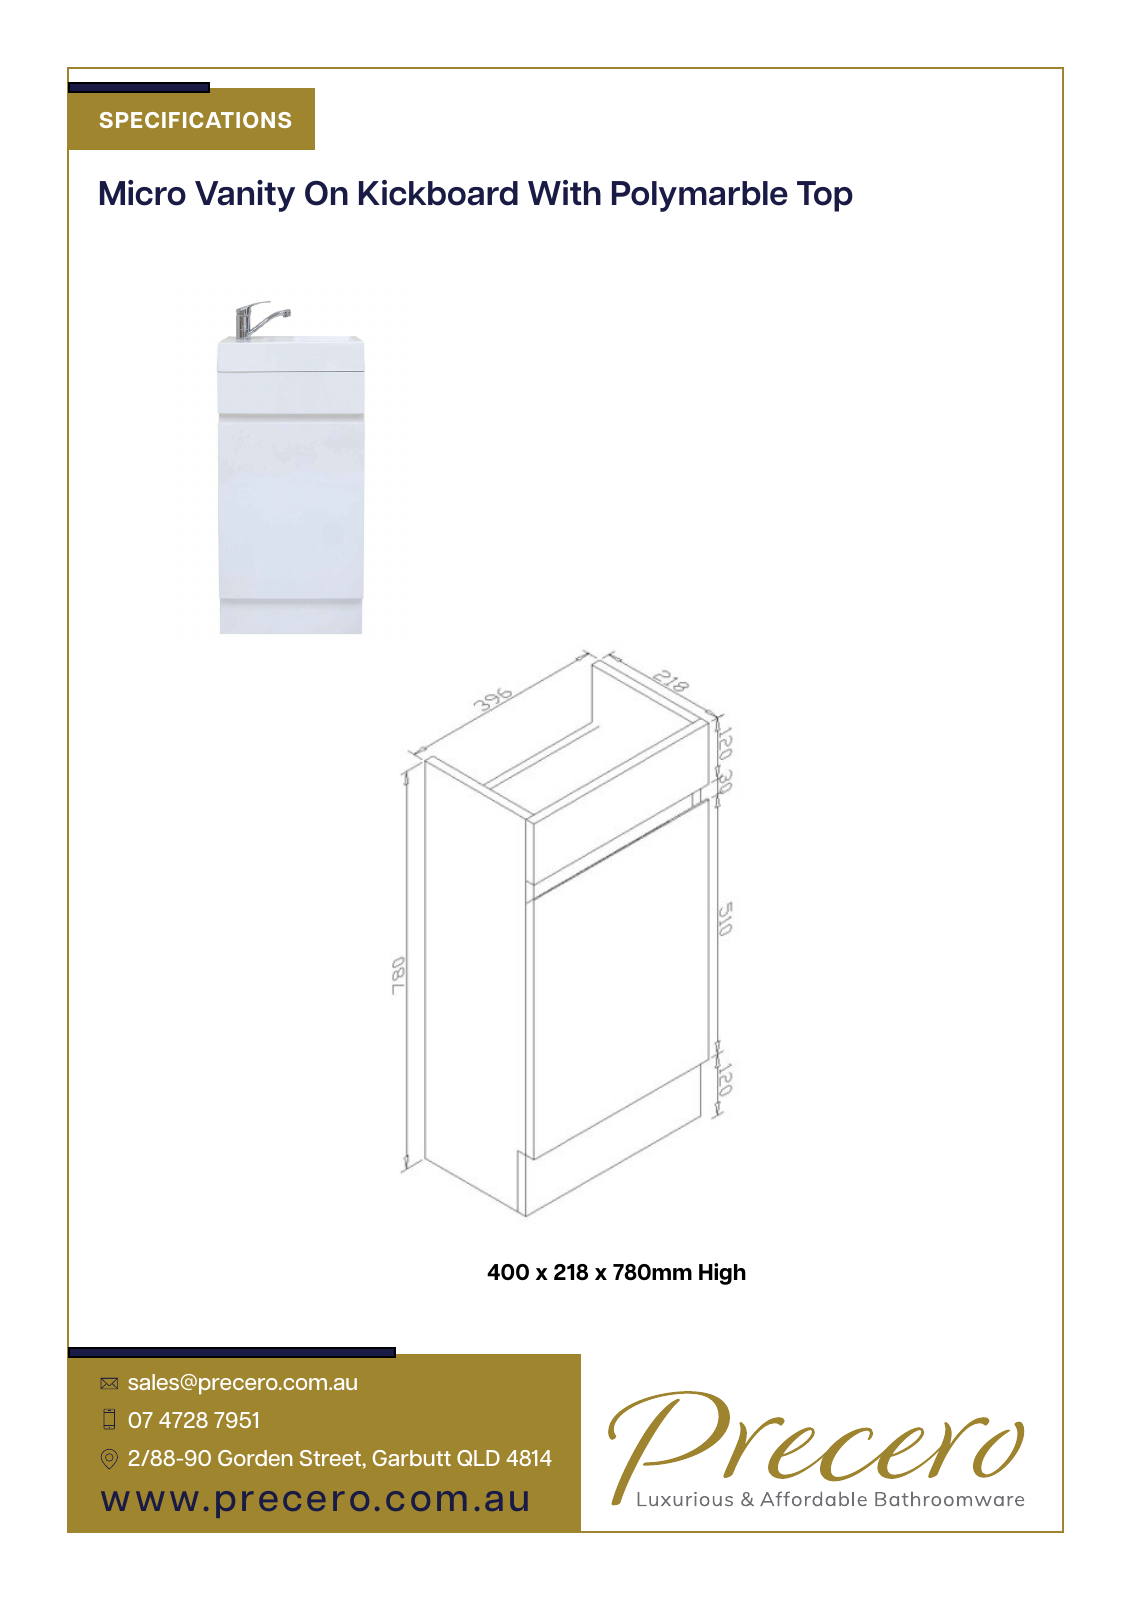 SPECIFICATIONS
Micro Vanity On Kickboard With Polymarble Top
396
218
120
30
510
780
120
400 x 218 x 780mm High
sales@precero.com.au
07 4728 7951
2/88-90 Gorden Street, Garbutt QLD 4814
www.precero.com.au
Precero
Luxurious & Affordable Bathroomware